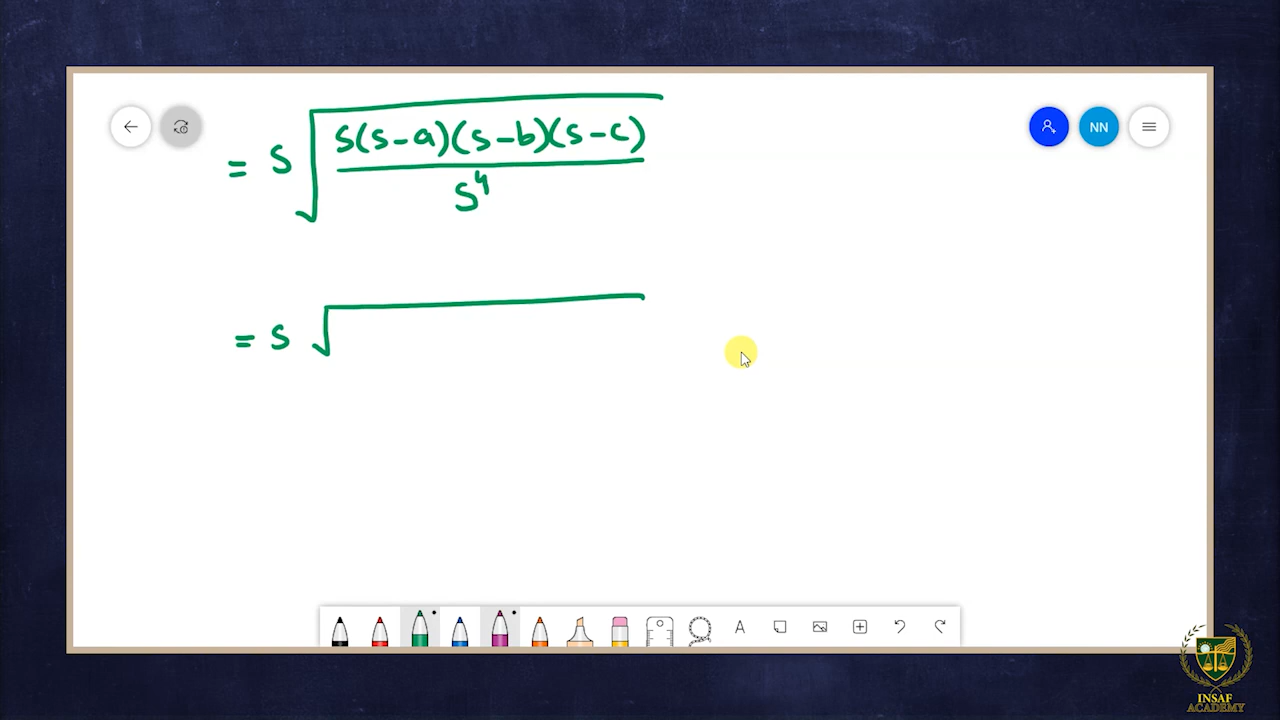 = s √ s(s-a)(s-b)(s-c) / s⁴
NN
= s √
A
INSAF
ACADEMY